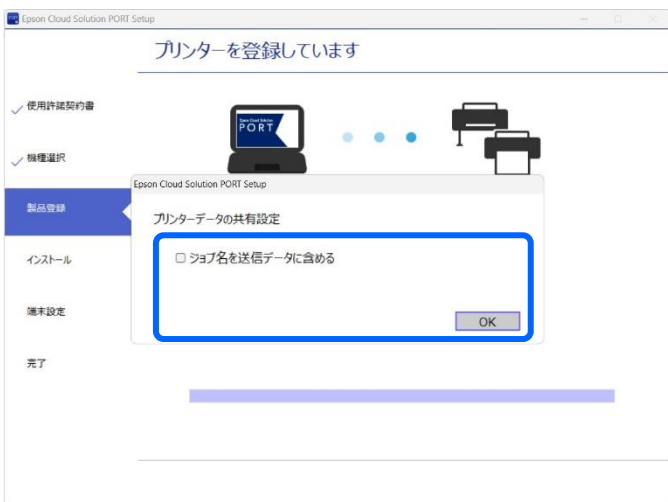 Epson Cloud Solution PORT Setup
プリンターを登録しています
使用許諾契約書
機種選択
製品登録
インストール
端末設定
完了
Epson Cloud Solution
PORT
Epson Cloud Solution PORT Setup
プリンターデータの共有設定
ジョブ名を送信データに含める
OK